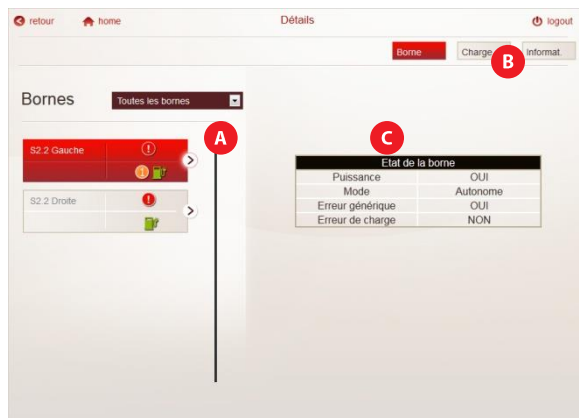 retour home Détails logout
Borne Charge Informat.
B
Bornes Toutes les bornes
A C
S2.2 Gauche
Etat de la borne
Puissance OUI
Mode Autonome
Erreur générique OUI
Erreur de charge NON
S2.2 Droite